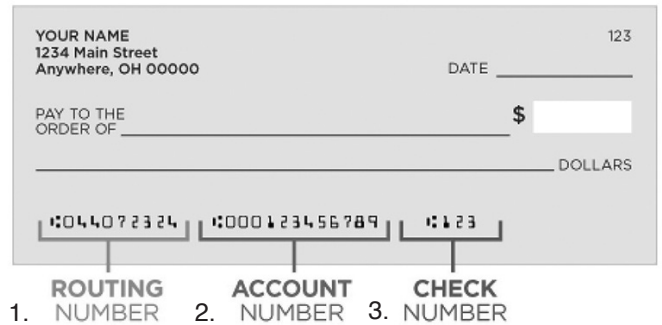 YOUR NAME 123
1234 Main Street
Anywhere, OH 00000
DATE
PAY TO THE
ORDER OF $
DOLLARS
⑆044072324 ⑆000123456789 ⑆123
1. ROUTING NUMBER 2. ACCOUNT NUMBER 3. CHECK NUMBER